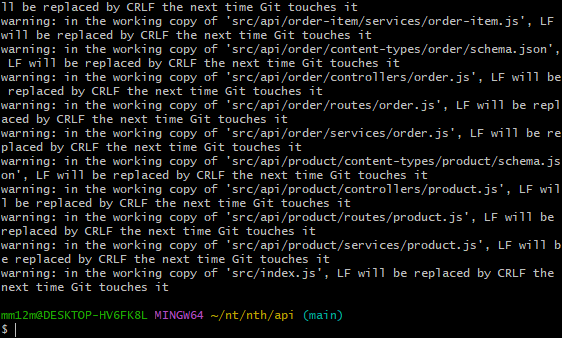 ll be replaced by CRLF the next time Git touches it
warning: in the working copy of 'src/api/order-item/services/order-item.js', LF
will be replaced by CRLF the next time Git touches it
warning: in the working copy of 'src/api/order/content-types/order/schema.json',
 LF will be replaced by CRLF the next time Git touches it
warning: in the working copy of 'src/api/order/controllers/order.js', LF will be
 replaced by CRLF the next time Git touches it
warning: in the working copy of 'src/api/order/routes/order.js', LF will be repl
aced by CRLF the next time Git touches it
warning: in the working copy of 'src/api/order/services/order.js', LF will be re
placed by CRLF the next time Git touches it
warning: in the working copy of 'src/api/product/content-types/product/schema.js
on', LF will be replaced by CRLF the next time Git touches it
warning: in the working copy of 'src/api/product/controllers/product.js', LF wil
l be replaced by CRLF the next time Git touches it
warning: in the working copy of 'src/api/product/routes/product.js', LF will be
replaced by CRLF the next time Git touches it
warning: in the working copy of 'src/api/product/services/product.js', LF will b
e replaced by CRLF the next time Git touches it
warning: in the working copy of 'src/index.js', LF will be replaced by CRLF the
next time Git touches it
mm12m@DESKTOP-HV6FK8L MINGW64 ~/nt/nth/api (main)
$